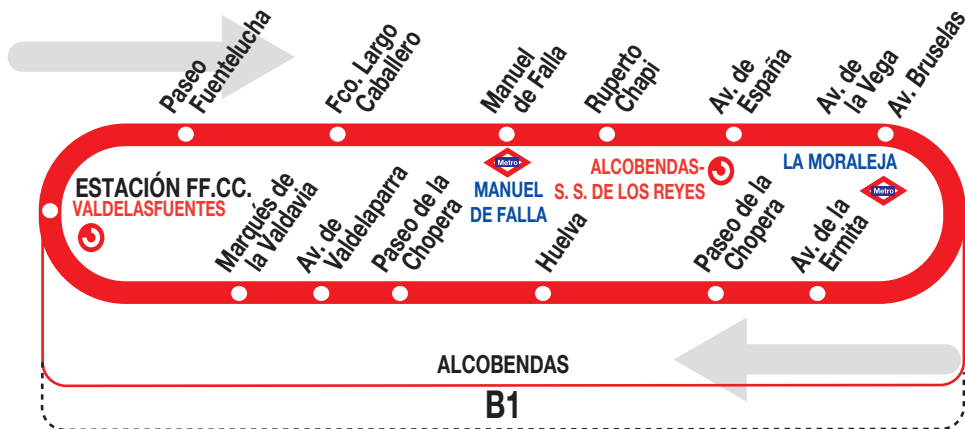 Paseo
Fuentelucha
Fco. Largo
Caballero
Manuel
de Falla
Ruperto
Chapi
Av. de
España
Av. de
la Vega
Av. Bruselas
ESTACIÓN FF.CC.
VALDELASFUENTES
Metro
MANUEL
DE FALLA
ALCOBENDAS-
S. S. DE LOS REYES
LA MORALEJA
Metro
Marqués de
la Valdavia
Av. de
Valdelaparra
Paseo de la
Chopera
Huelva
Paseo de la
Chopera
Av. de la
Ermita
ALCOBENDAS
B1